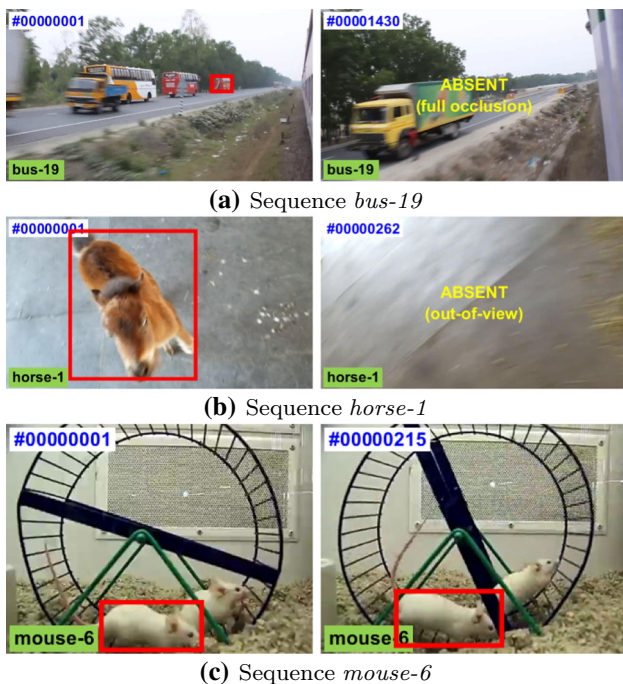 #00000001
#00001430
ABSENT
(full occlusion)
bus-19
bus-19
(a) Sequence bus-19
#00000001
#00000262
ABSENT
(out-of-view)
horse-1
horse-1
(b) Sequence horse-1
#00000001
#00000215
mouse-6
mouse-6
(c) Sequence mouse-6